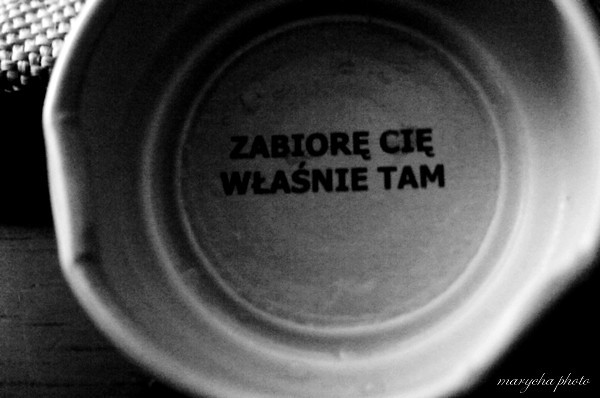 ZABIORĘ CIĘ
WŁAŚNIE TAM
marycha photo